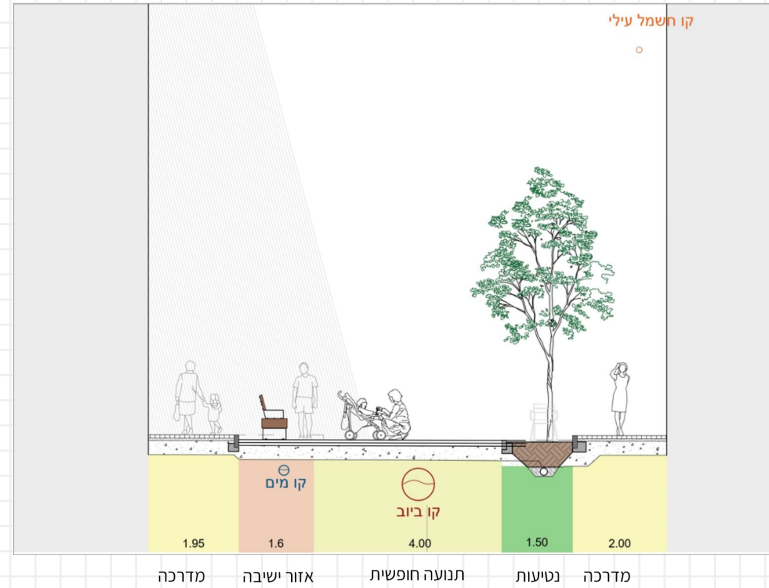 קו חשמל עילי
קו מים
קו ביוב
1.95
1.6
4.00
1.50
2.00
מדרכה
אזור ישיבה
תנועה חופשית
נטיעות
מדרכה